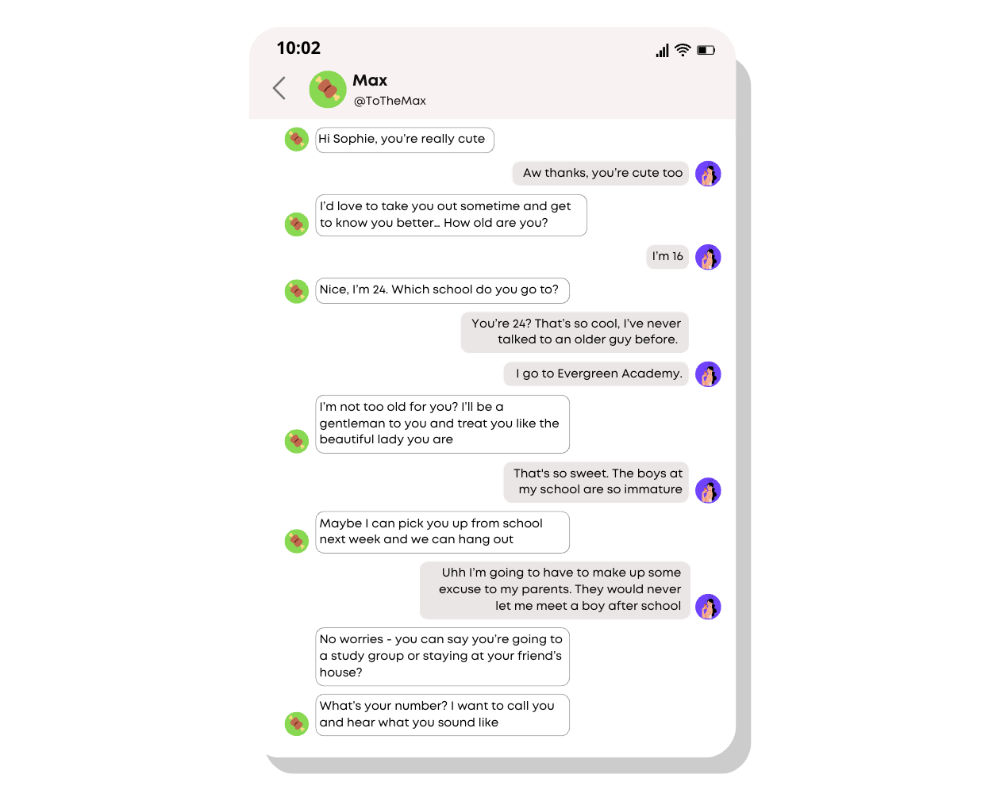 10:02
Max
@ToTheMax
Hi Sophie, you're really cute
Aw thanks, you're cute too
I'd love to take you out sometime and get
to know you better… How old are you?
I'm 16
Nice, I'm 24. Which school do you go to?
You're 24? That's so cool, I've never
talked to an older guy before.
I go to Evergreen Academy.
I'm not too old for you? I'll be a
gentleman to you and treat you like the
beautiful lady you are
That's so sweet. The boys at
my school are so immature
Maybe I can pick you up from school
next week and we can hang out
Uhh I'm going to have to make up some
excuse to my parents. They would never
let me meet a boy after school
No worries - you can say you're going to
a study group or staying at your friend's
house?
What's your number? I want to call you
and hear what you sound like